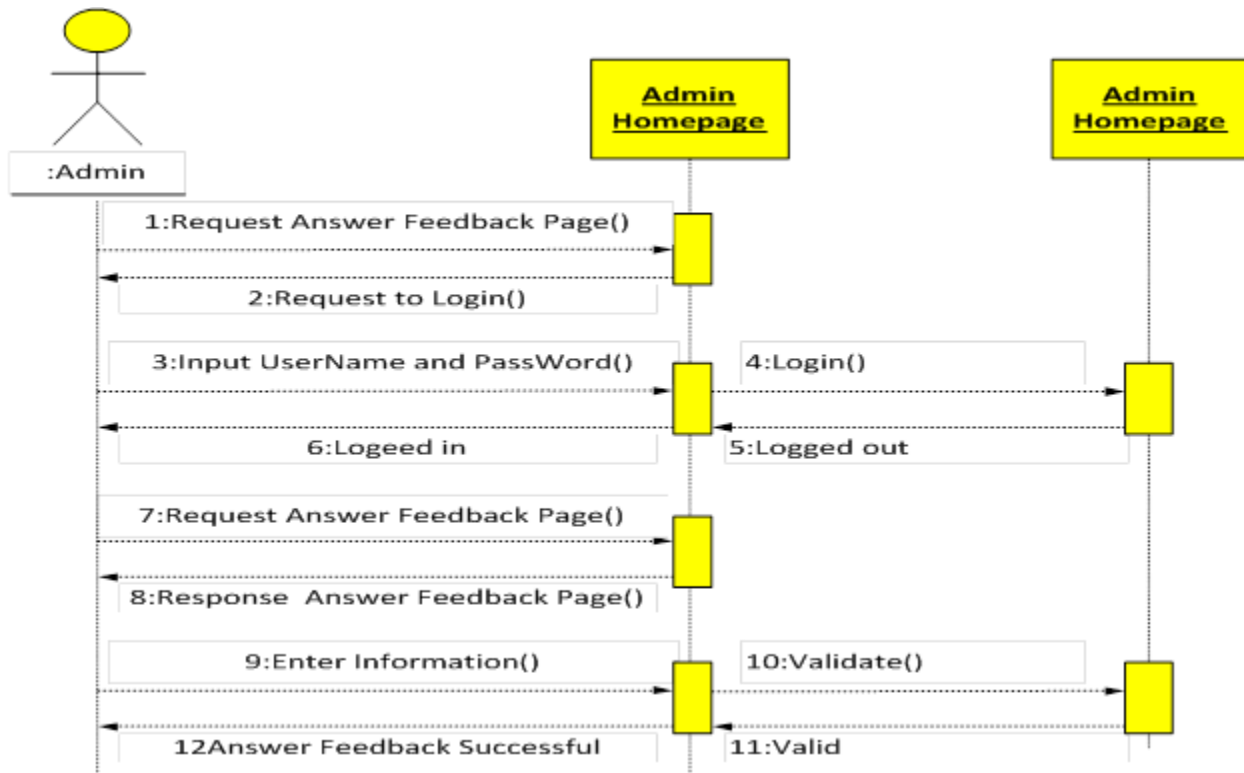 :Admin
Admin
Homepage
Admin
Homepage
1:Request Answer Feedback Page()
2:Request to Login()
3:Input UserName and PassWord()
4:Login()
6:Logeed in
5:Logged out
7:Request Answer Feedback Page()
8:Response  Answer Feedback Page()
9:Enter Information()
10:Validate()
12Answer Feedback Successful
11:Valid